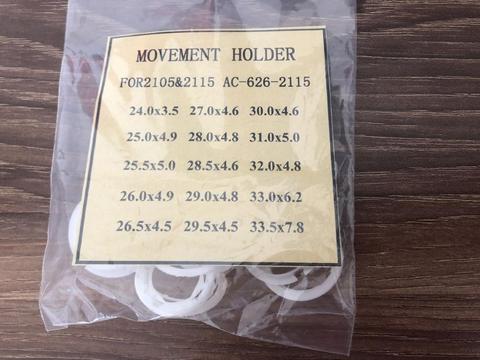 MOVEMENT HOLDER
FOR2105&2115 AC-626-2115
24.0x3.5 27.0x4.6 30.0x4.6
25.0x4.9 28.0x4.8 31.0x5.0
25.5x5.0 28.5x4.6 32.0x4.8
26.0x4.9 29.0x4.8 33.0x6.2
26.5x4.5 29.5x4.5 33.5x7.8